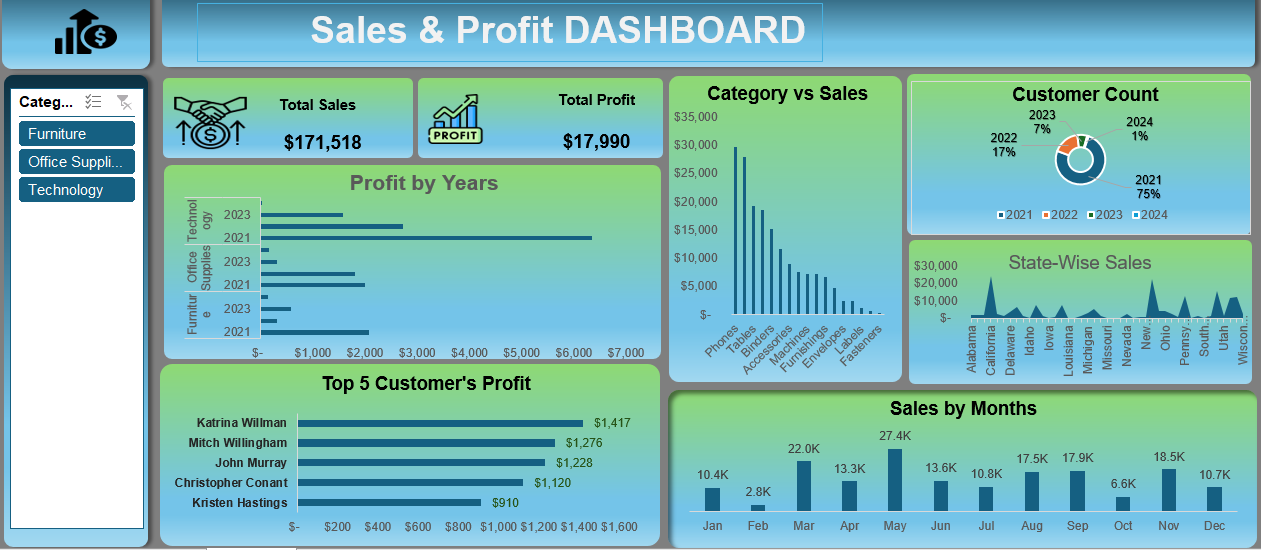 Sales & Profit DASHBOARD
Categ...
Furniture
Office Suppli...
Technology
Total Sales
$171,518
PROFIT
Total Profit
$17,990
Profit by Years
Technology
2023
2021
Office Supplies
2023
2021
Furniture
2023
2021
$- $1,000 $2,000 $3,000 $4,000 $5,000 $6,000 $7,000
Top 5 Customer's Profit
Katrina Willman $1,417
Mitch Willingham $1,276
John Murray $1,228
Christopher Conant $1,120
Kristen Hastings $910
$- $200 $400 $600 $800 $1,000 $1,200 $1,400 $1,600
Category vs Sales
$35,000
$30,000
$25,000
$20,000
$15,000
$10,000
$5,000
$-
Phones
Tables
Binders
Accessories
Machines
Furnishings
Envelopes
Labels
Fasteners
Customer Count
2023
7%
2024
1%
2022
17%
2021
75%
2021 2022 2023 2024
State-Wise Sales
$30,000
$20,000
$10,000
$-
Alabama
California
Delaware
Idaho
Iowa
Louisiana
Michigan
Missouri
Nevada
New...
Ohio
Pennsy...
South...
Utah
Wiscon...
Sales by Months
10.4K 2.8K 22.0K 13.3K 27.4K 13.6K 10.8K 17.5K 17.9K 6.6K 18.5K 10.7K
Jan Feb Mar Apr May Jun Jul Aug Sep Oct Nov Dec